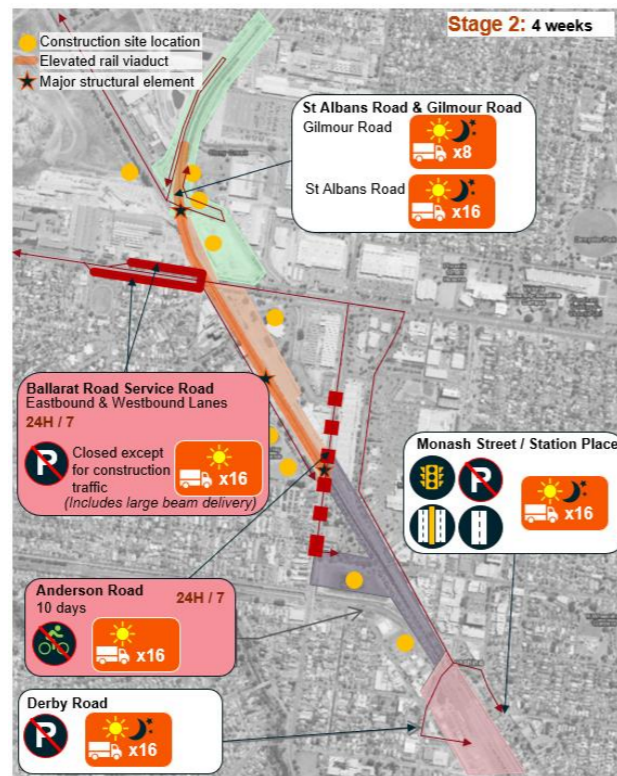 Stage 2: 4 weeks
Construction site location
Elevated rail viaduct
Major structural element
St Albans Road & Gilmour Road
Gilmour Road
x8
St Albans Road
x16
Ballarat Road Service Road
Eastbound & Westbound Lanes
24H / 7
P
Closed except
for construction
traffic
x16
(Includes large beam delivery)
Monash Street / Station Place
P
x16
Anderson Road
24H / 7
10 days
x16
Derby Road
P
x16